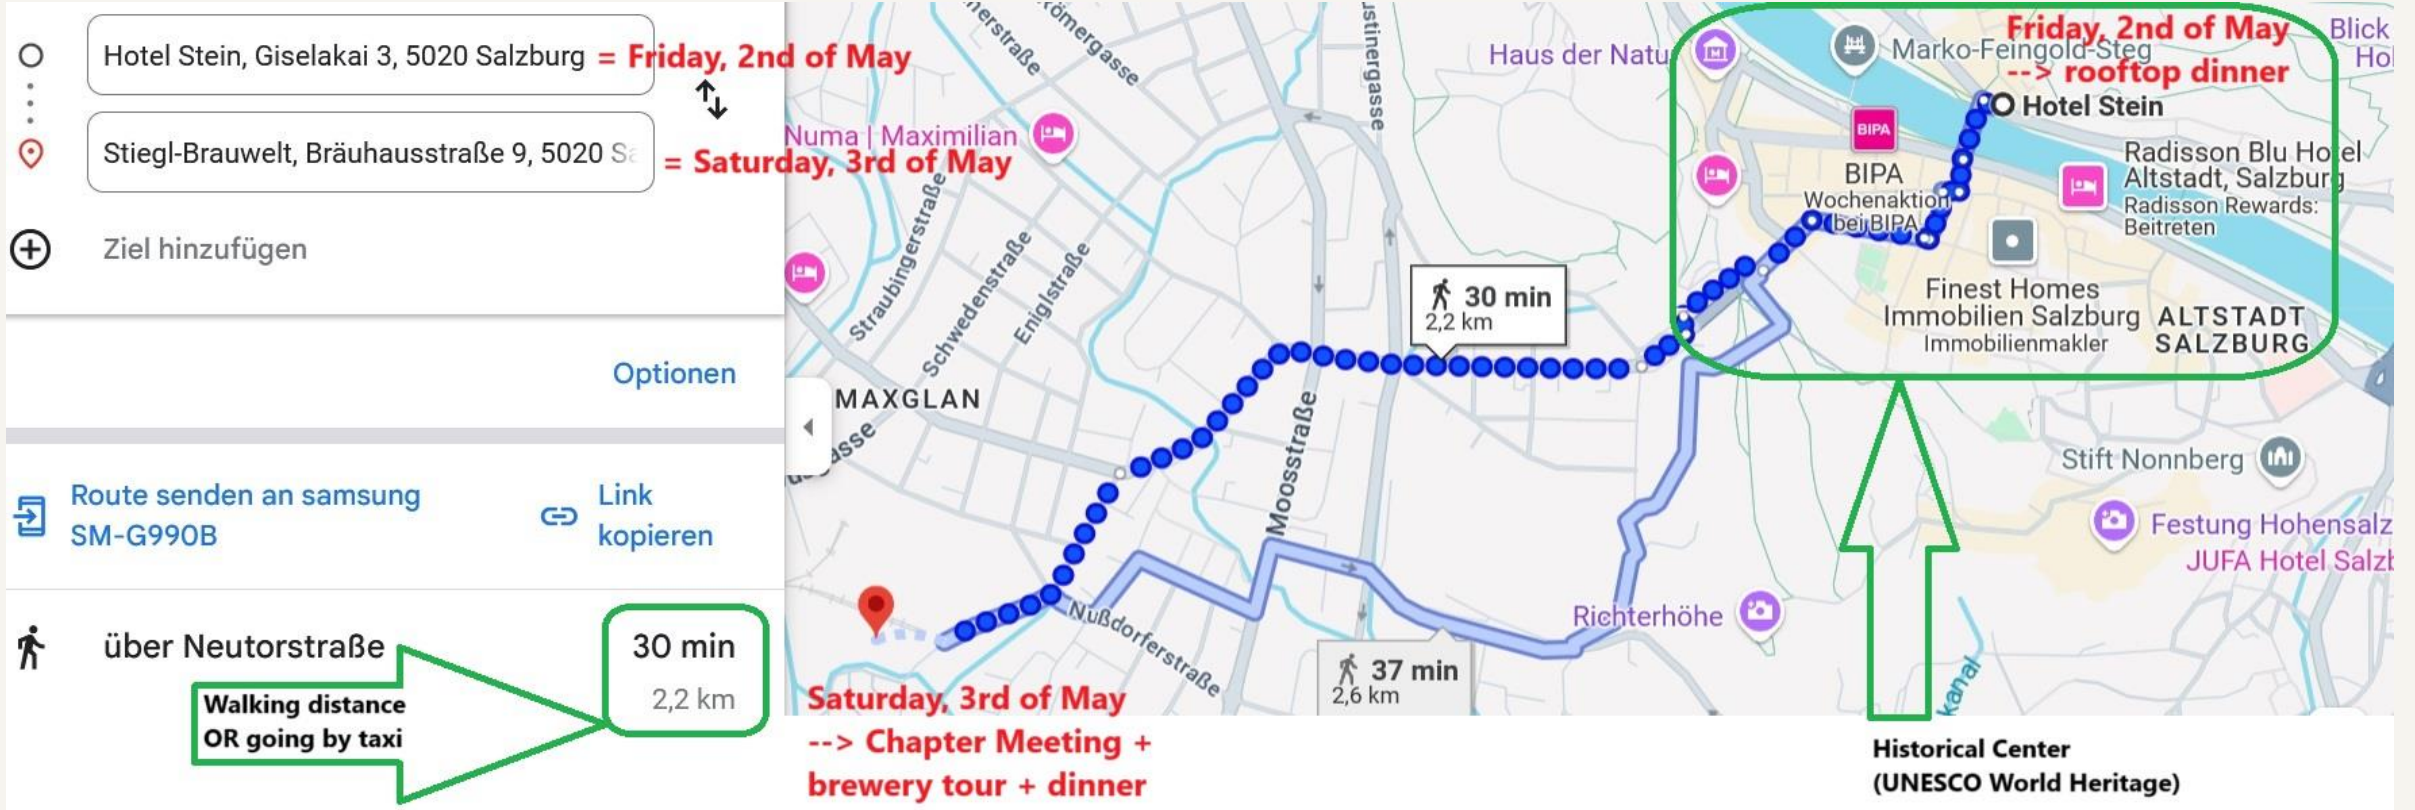 Hotel Stein, Giselakai 3, 5020 Salzburg = Friday, 2nd of May
Stiegl-Brauwelt, Bräuhausstraße 9, 5020 Sa = Saturday, 3rd of May
Ziel hinzufügen
Optionen
Route senden an samsung
SM-G990B
Link
kopieren
über Neutorstraße
30 min
2,2 km
Walking distance
OR going by taxi
Römergasse
Haus der Natu
Marko-Feingold-Steg
Friday, 2nd of May
--> rooftop dinner
Blick
Ho
Hotel Stein
Numa | Maximilian
BIPA
BIPA
Wochenaktion
bei BIPA
Radisson Blu Hotel
Altstadt, Salzburg
Radisson Rewards:
Beitreten
Straubingerstraße
Schwedenstraße
Eniglstraße
30 min
2,2 km
Finest Homes
Immobilien Salzburg
Immobilienmakler
ALTSTADT
SALZBURG
MAXGLAN
Moosstraße
Stift Nonnberg
Festung Hohensalz
JUFA Hotel Salzb
Nußdorferstraße
Richterhöhe
37 min
2,6 km
kanal
Saturday, 3rd of May
--> Chapter Meeting +
brewery tour + dinner
Historical Center
(UNESCO World Heritage)